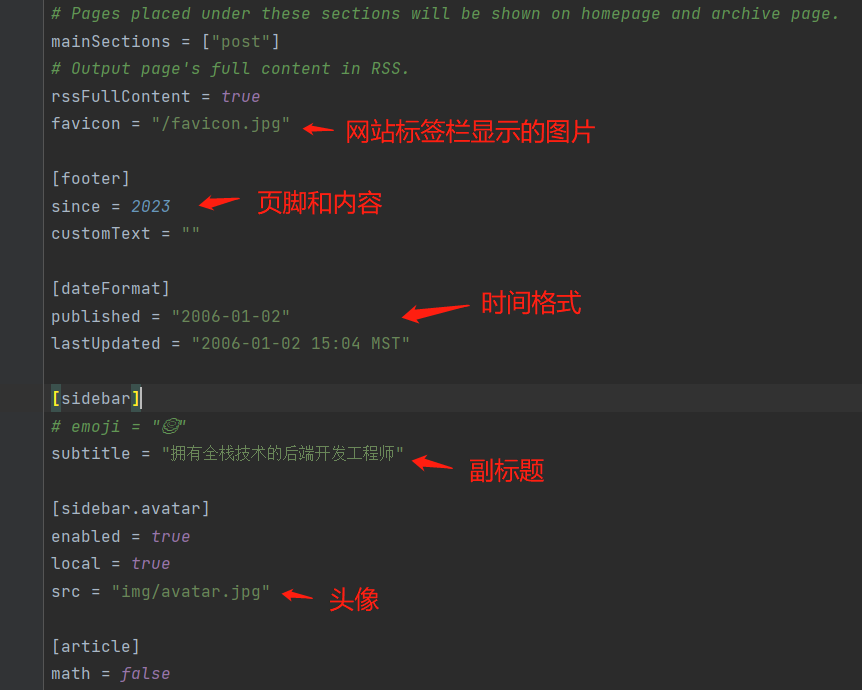 # Pages placed under these sections will be shown on homepage and archive page.
mainSections = ["post"]
# Output page's full content in RSS.
rssFullContent = true
favicon = "/favicon.jpg"
网站标签栏显示的图片
[footer]
since = 2023
页脚和内容
customText = ""
[dateFormat]
published = "2006-01-02"
时间格式
lastUpdated = "2006-01-02 15:04 MST"
[sidebar]
# emoji = "🍥"
subtitle = "拥有全栈技术的后端开发工程师"
副标题
[sidebar.avatar]
enabled = true
local = true
src = "img/avatar.jpg"
头像
[article]
math = false